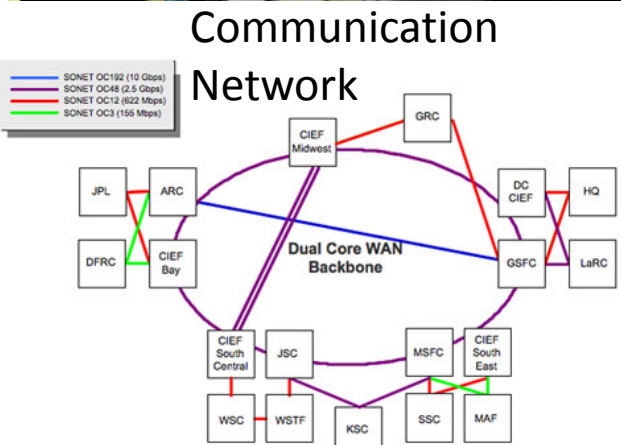 Communication
Network
SONET OC192 (10 Gbps)
SONET OC48 (2.5 Gbps)
SONET OC12 (622 Mbps)
SONET OC3 (155 Mbps)
GRC
CIEF
Midwest
JPL
ARC
DC
CIEF
HQ
Dual Core WAN
Backbone
DFRC
CIEF
Bay
GSFC
LaRC
CIEF
South
Central
JSC
MSFC
CIEF
South
East
WSC
WSTF
KSC
SSC
MAF